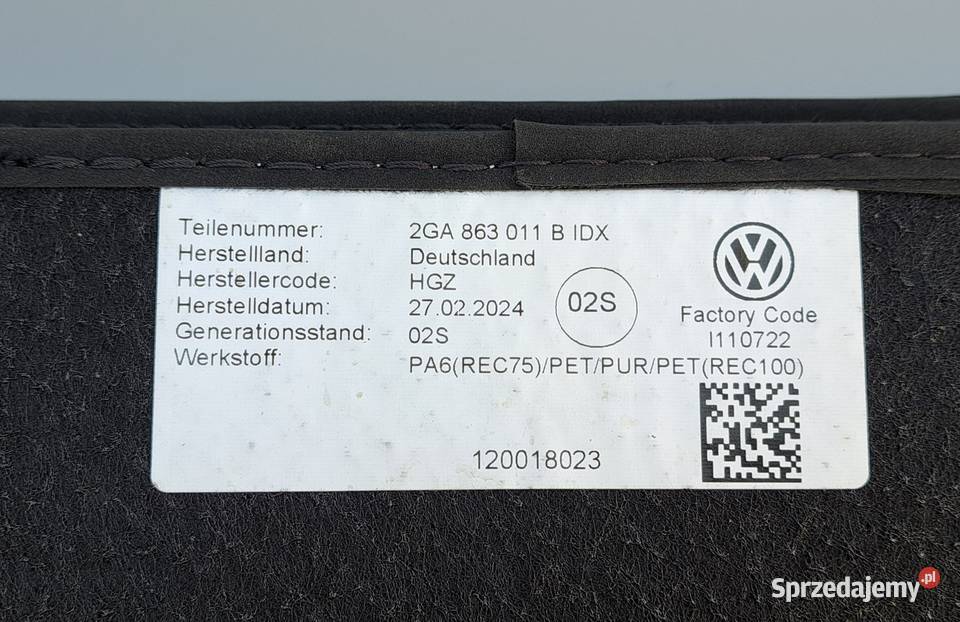 Teilenummer: 2GA 863 011 B IDX
Herstellland: Deutschland
Herstellercode: HGZ
Herstelldatum: 27.02.2024
Generationsstand: 02S
Werkstoff: PA6(REC75)/PET/PUR/PET(REC100)
02S
Factory Code
I110722
120018023
Sprzedajemy.pl